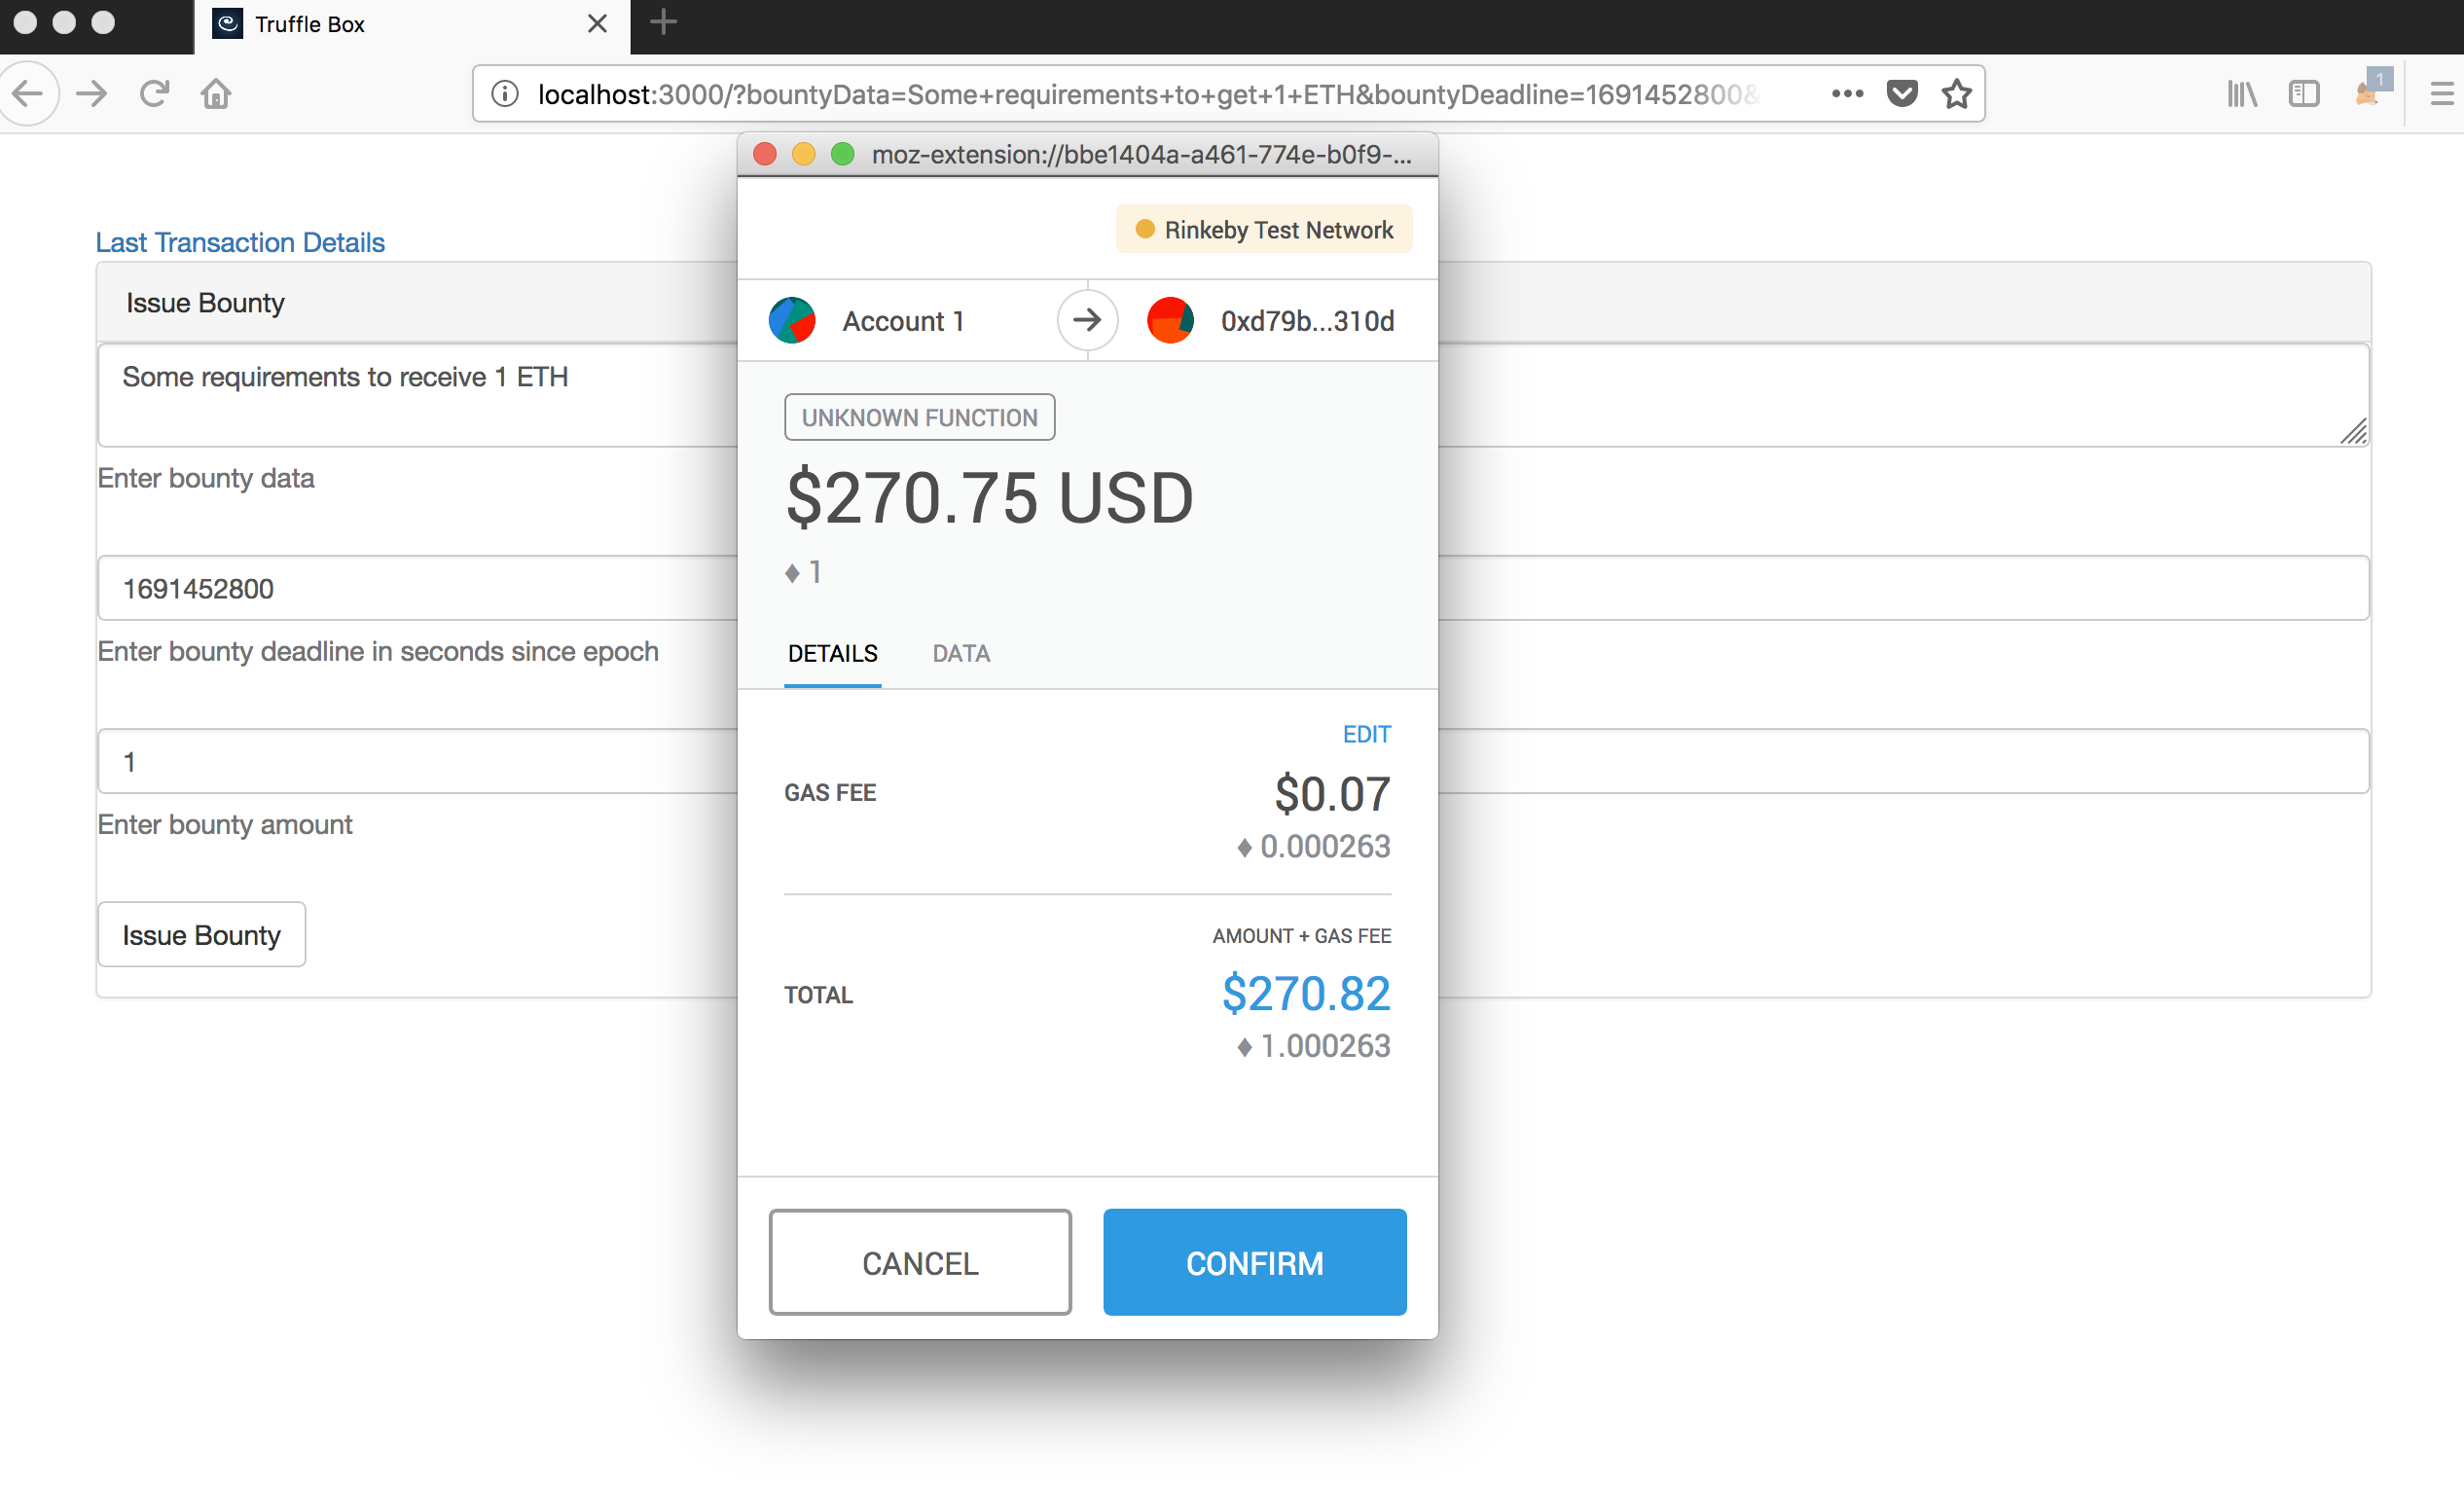 Truffle Box
localhost:3000/?bountyData=Some+requirements+to+get+1+ETH&bountyDeadline=1691452800&
1
moz-extension://bbe1404a-a461-774e-b0f9-...
Rinkeby Test Network
Account 1
0xd79b...310d
UNKNOWN FUNCTION
$270.75 USD
1
DETAILS
DATA
EDIT
GAS FEE
$0.07
0.000263
AMOUNT + GAS FEE
TOTAL
$270.82
1.000263
CANCEL
CONFIRM
Last Transaction Details
Issue Bounty
Some requirements to receive 1 ETH
Enter bounty data
1691452800
Enter bounty deadline in seconds since epoch
1
Enter bounty amount
Issue Bounty